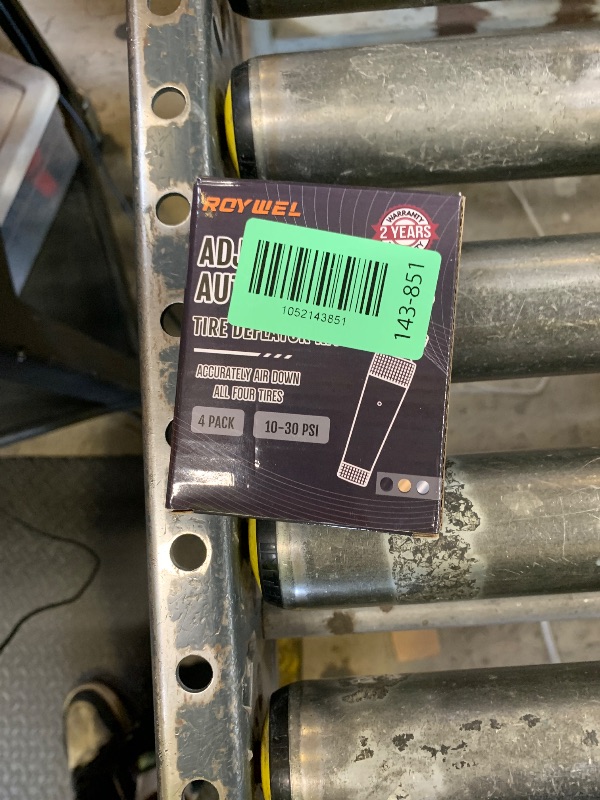 ROYWEL
WARRANTY
2 YEARS
ADJ
AUT
1052143851
143-851
TIRE DEFLATOR
ACCURATELY AIR DOWN
ALL FOUR TIRES
4 PACK
10-30 PSI